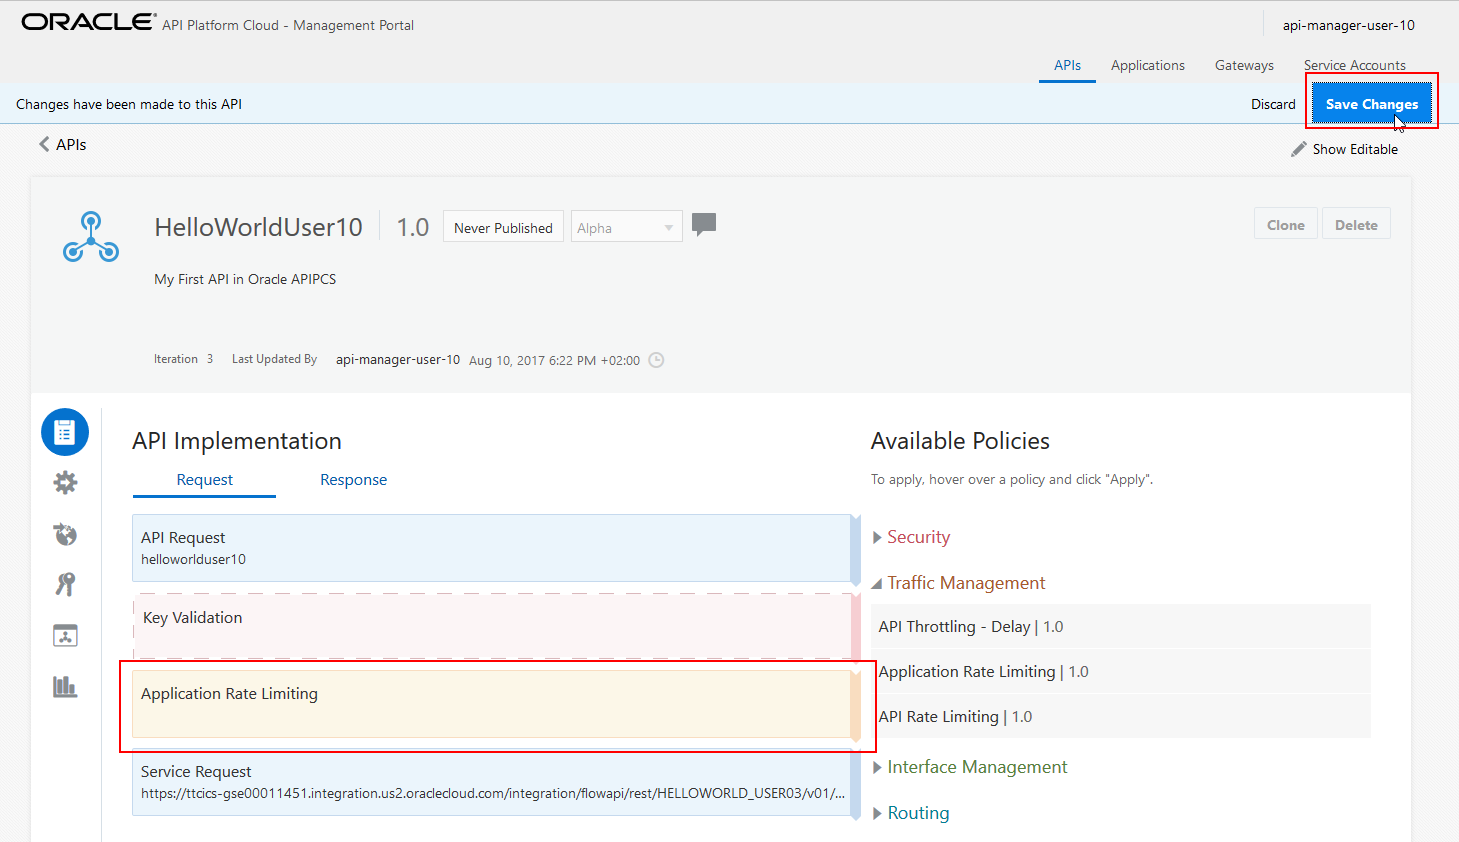 ORACLE® API Platform Cloud - Management Portal
api-manager-user-10
APIs Applications Gateways Service Accounts
Changes have been made to this API
Discard Save Changes
APIs
Show Editable
HelloWorldUser10 1.0 Never Published Alpha
Clone Delete
My First API in Oracle APIPCS
Iteration 3 Last Updated By api-manager-user-10 Aug 10, 2017 6:22 PM +02:00
API Implementation
Request Response
API Request
helloworlduser10
Key Validation
Application Rate Limiting
Service Request
https://ttcics-gse00011451.integration.us2.oraclecloud.com/integration/flowapi/rest/HELLOWORLD_USER03/v01/...
Available Policies
To apply, hover over a policy and click "Apply".
Security
Traffic Management
API Throttling - Delay | 1.0
Application Rate Limiting | 1.0
API Rate Limiting | 1.0
Interface Management
Routing